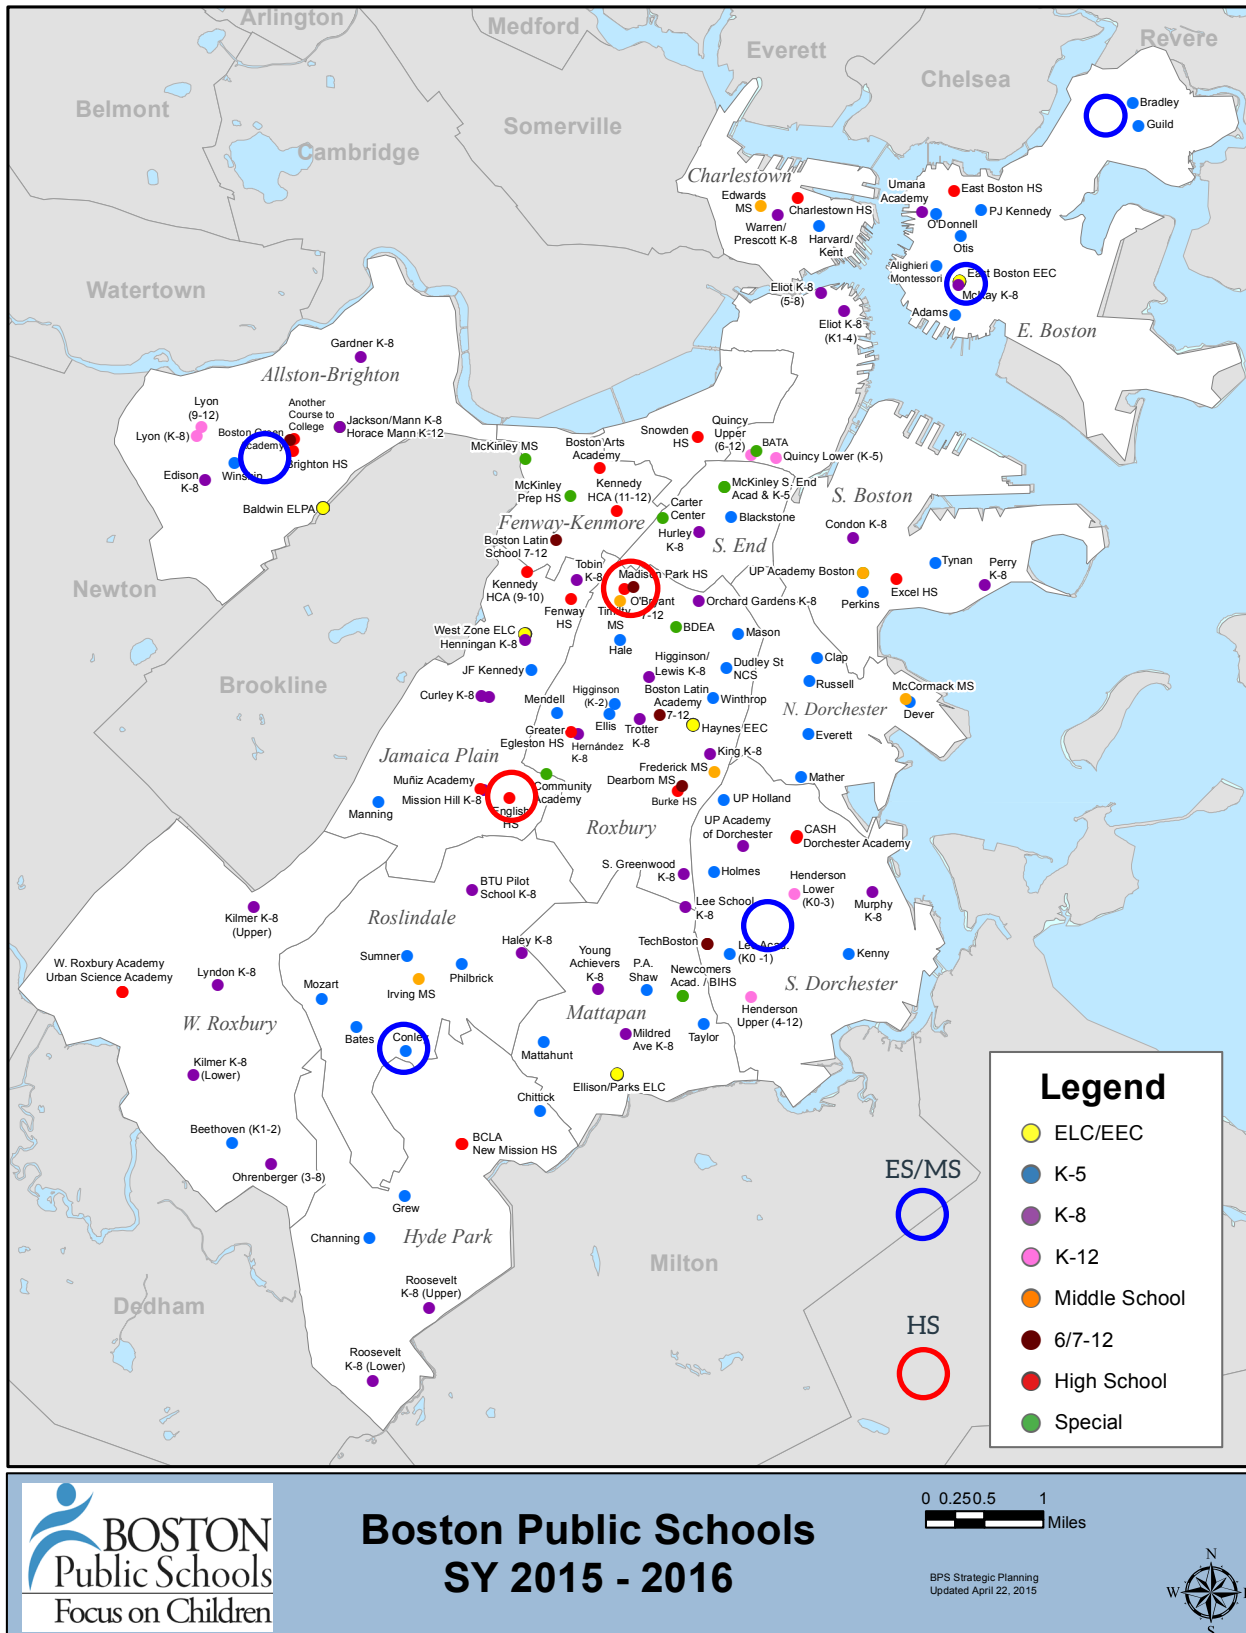 Arlington
Medford
Everett
Revere
Chelsea
Belmont
Somerville
Cambridge
Watertown
Newton
Brookline
Dedham
Milton
Bradley
Guild
Charlestown
Edwards
MS
Charlestown HS
Warren/
Prescott K-8
Harvard/
Kent
Umana
Academy
East Boston HS
PJ Kennedy
O'Donnell
Otis
Alighieri
Montessori
East Boston EEC
McKay K-8
Adams
E. Boston
Eliot K-8
(5-8)
Eliot K-8
(K1-4)
Gardner K-8
Allston-Brighton
Lyon
(9-12)
Lyon (K-8)
Another
Course to
College
Boston Green
Academy
Jackson/Mann K-8
Horace Mann K-12
Brighton HS
Winship
Edison
K-8
Baldwin ELPA
McKinley MS
Boston Arts
Academy
Snowden
HS
Quincy
Upper
(6-12)
BATA
Quincy Lower (K-5)
McKinley
Prep HS
Kennedy
HCA (11-12)
McKinley S. End
Acad & K-5
Carter
Center
Blackstone
S. Boston
Fenway-Kenmore
Hurley
K-8
S. End
Condon K-8
Boston Latin
School 7-12
Tobin
K-8
Madison Park HS
UP Academy Boston
Tynan
Perry
K-8
Excel HS
Perkins
Kennedy
HCA (9-10)
Fenway
HS
Timilty
MS
O'Bryant
7-12
Orchard Gardens K-8
West Zone ELC
Henningan K-8
Hale
BDEA
Mason
JF Kennedy
Higginson/
Lewis K-8
Dudley St
NCS
Clap
Russell
McCormack MS
Dever
Curley K-8
Mendell
Higginson
(K-2)
Boston Latin
Academy
7-12
Winthrop
N. Dorchester
Ellis
Trotter
K-8
Haynes EEC
Everett
Greater
Egleston HS
Hernández
K-8
King K-8
Jamaica Plain
Frederick MS
Mather
Muñiz Academy
Mission Hill K-8
Community
Academy
Dearborn MS
Burke HS
English
HS
UP Holland
Manning
Roxbury
UP Academy
of Dorchester
CASH
Dorchester Academy
S. Greenwood
K-8
Holmes
Henderson
Lower
(K0-3)
Murphy
K-8
BTU Pilot
School K-8
Kilmer K-8
(Upper)
Roslindale
Lee School
K-8
Haley K-8
TechBoston
Lee Acad.
(K0 -1)
Kenny
Sumner
Philbrick
Young
Achievers
K-8
P.A.
Shaw
Newcomers
Acad. / BIHS
S. Dorchester
W. Roxbury Academy
Urban Science Academy
Lyndon K-8
Mozart
Irving MS
W. Roxbury
Mattapan
Henderson
Upper (4-12)
Bates
Conley
Mattahunt
Mildred
Ave K-8
Taylor
Kilmer K-8
(Lower)
Ellison/Parks ELC
Chittick
Beethoven (K1-2)
BCLA
New Mission HS
Ohrenberger (3-8)
Grew
Channing
Hyde Park
Roosevelt
K-8 (Upper)
Roosevelt
K-8 (Lower)
ES/MS
HS
Legend
ELC/EEC
K-5
K-8
K-12
Middle School
6/7-12
High School
Special
BOSTON
Public Schools
Focus on Children
Boston Public Schools
SY 2015 - 2016
0 0.25 0.5 1
Miles
BPS Strategic Planning
Updated April 22, 2015
N
W
S